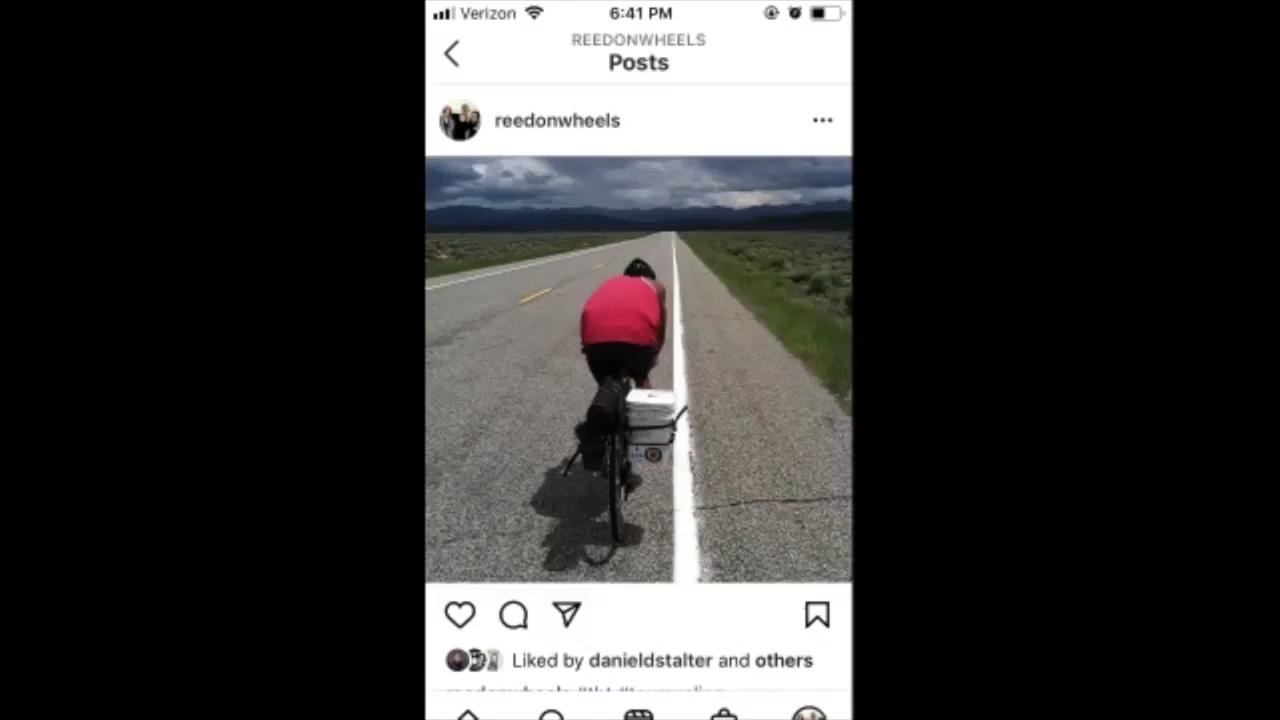 Verizon
6:41 PM
REEDONWHEELS
Posts
reedonwheels
Liked by danieldstalter and others